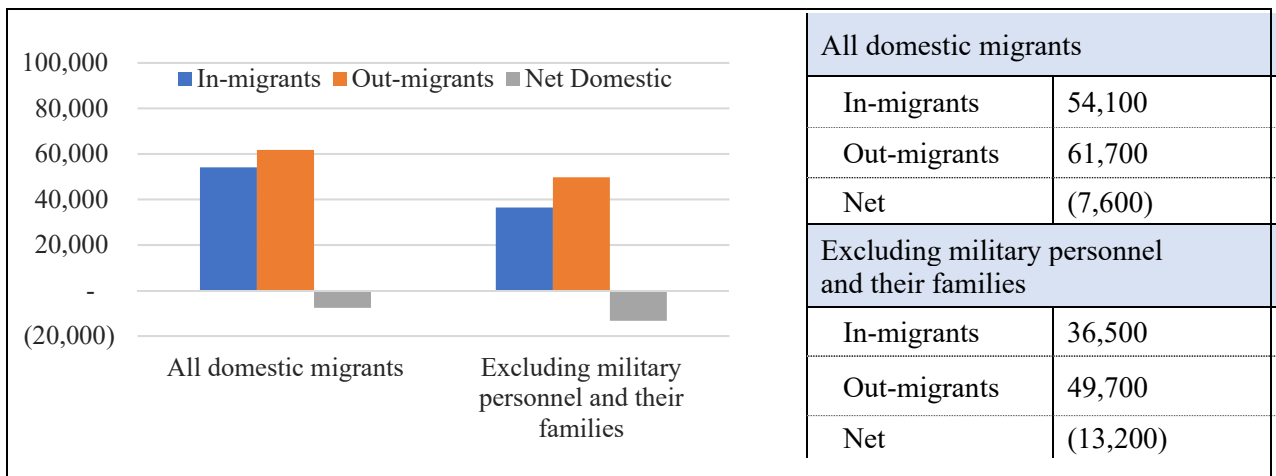 100,000
80,000
60,000
40,000
20,000
-
(20,000)
In-migrants Out-migrants Net Domestic
All domestic migrants
Excluding military
personnel and their
families
All domestic migrants
In-migrants 54,100
Out-migrants 61,700
Net (7,600)
Excluding military personnel
and their families
In-migrants 36,500
Out-migrants 49,700
Net (13,200)